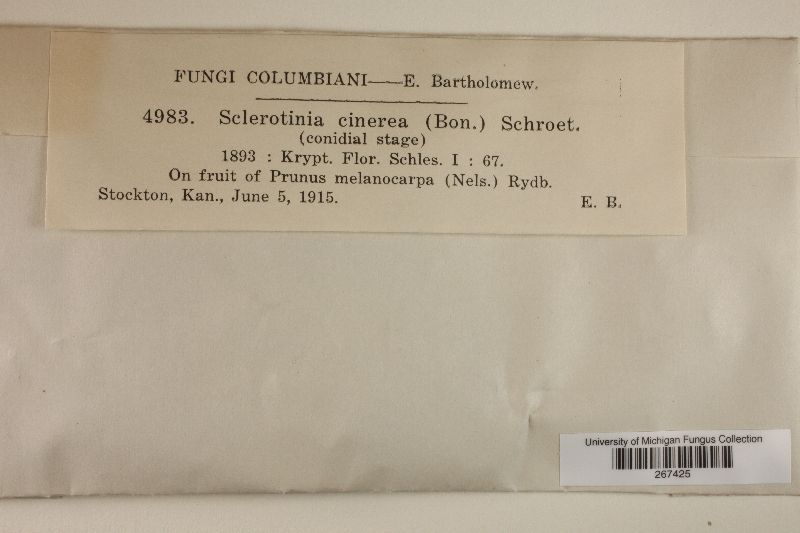 FUNGI COLUMBIANI——E. Bartholomew.
4983. Sclerotinia cinerea (Bon.) Schroet.
(conidial stage)
1893 : Krypt. Flor. Schles. I : 67.
On fruit of Prunus melanocarpa (Nels.) Rydb.
Stockton, Kan., June 5, 1915. E. B.
University of Michigan Fungus Collection
267425